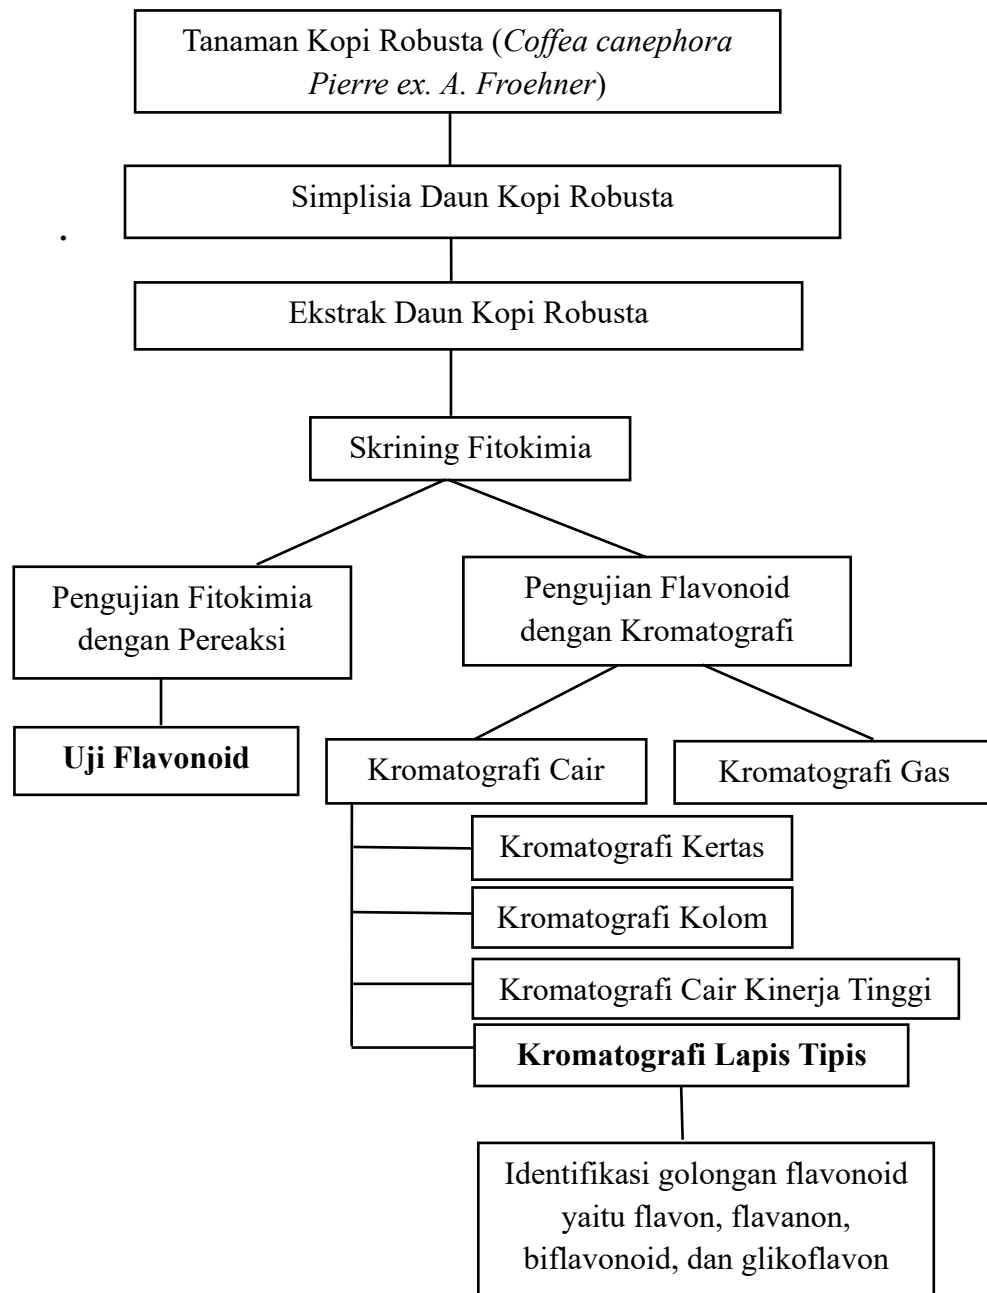 Tanaman Kopi Robusta (Coffea canephora
Pierre ex. A. Froehner)
Simplisia Daun Kopi Robusta
.
Ekstrak Daun Kopi Robusta
Skrining Fitokimia
Pengujian Fitokimia
dengan Pereaksi
Pengujian Flavonoid
dengan Kromatografi
Uji Flavonoid
Kromatografi Cair
Kromatografi Gas
Kromatografi Kertas
Kromatografi Kolom
Kromatografi Cair Kinerja Tinggi
Kromatografi Lapis Tipis
Identifikasi golongan flavonoid
yaitu flavon, flavanon,
biflavonoid, dan glikoflavon